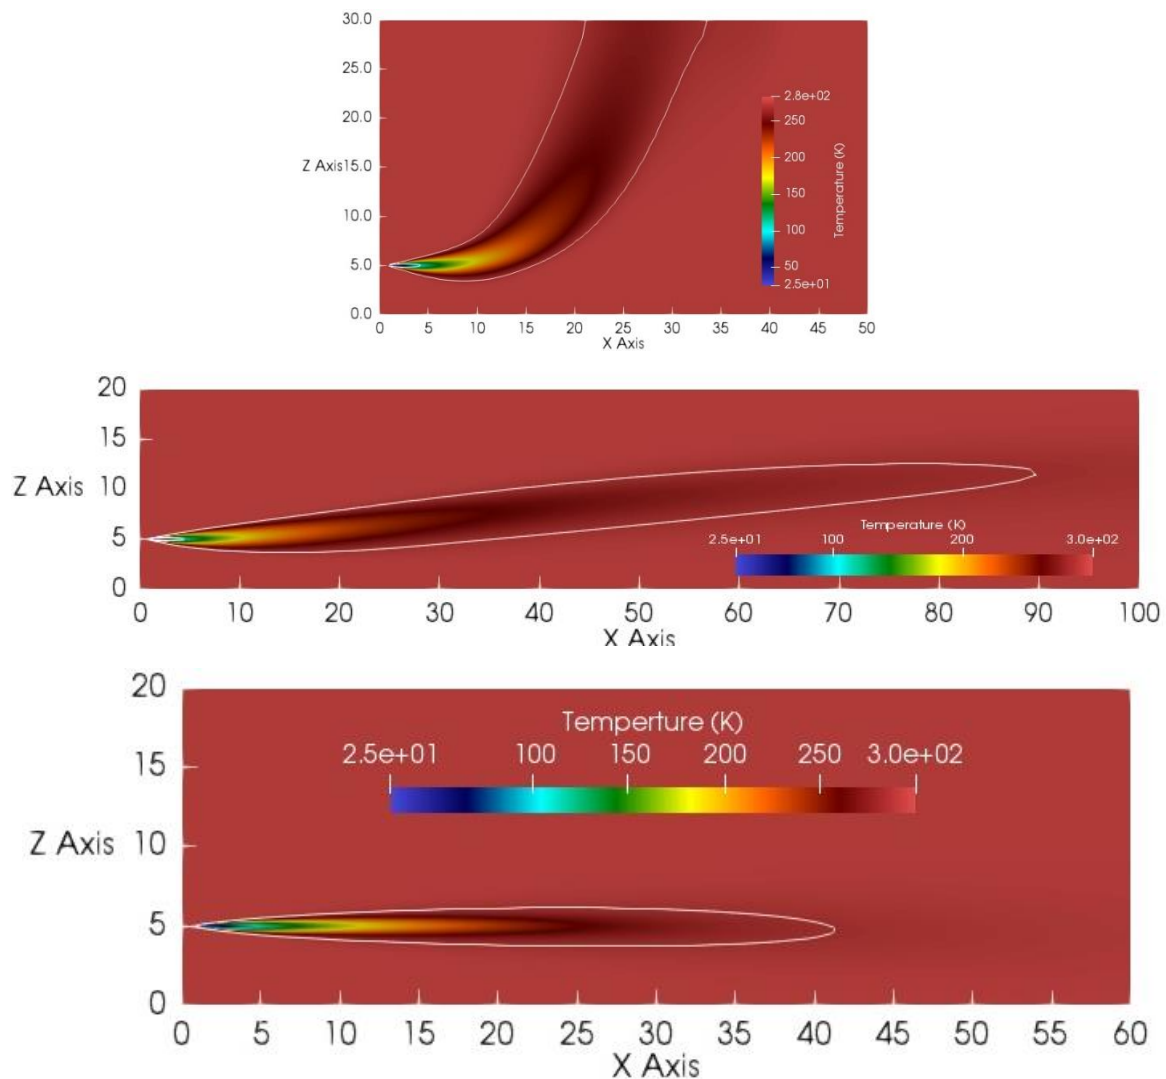 30.0
25.0
20.0
Z Axis15.0
10.0
5.0
0.0
0 5 10 15 20 25 30 35 40 45 50
X Axis
2.8e+02
250
200
150
100
50
2.5e+01
Temperature (K)
20
15
Z Axis 10
5
0
0 10 20 30 40 50 60 70 80 90 100
X Axis
Temperature (K)
2.5e+01 100 200 3.0e+02
20
15
Z Axis 10
5
0
0 5 10 15 20 25 30 35 40 45 50 55 60
X Axis
Temperture (K)
2.5e+01 100 150 200 250 3.0e+02